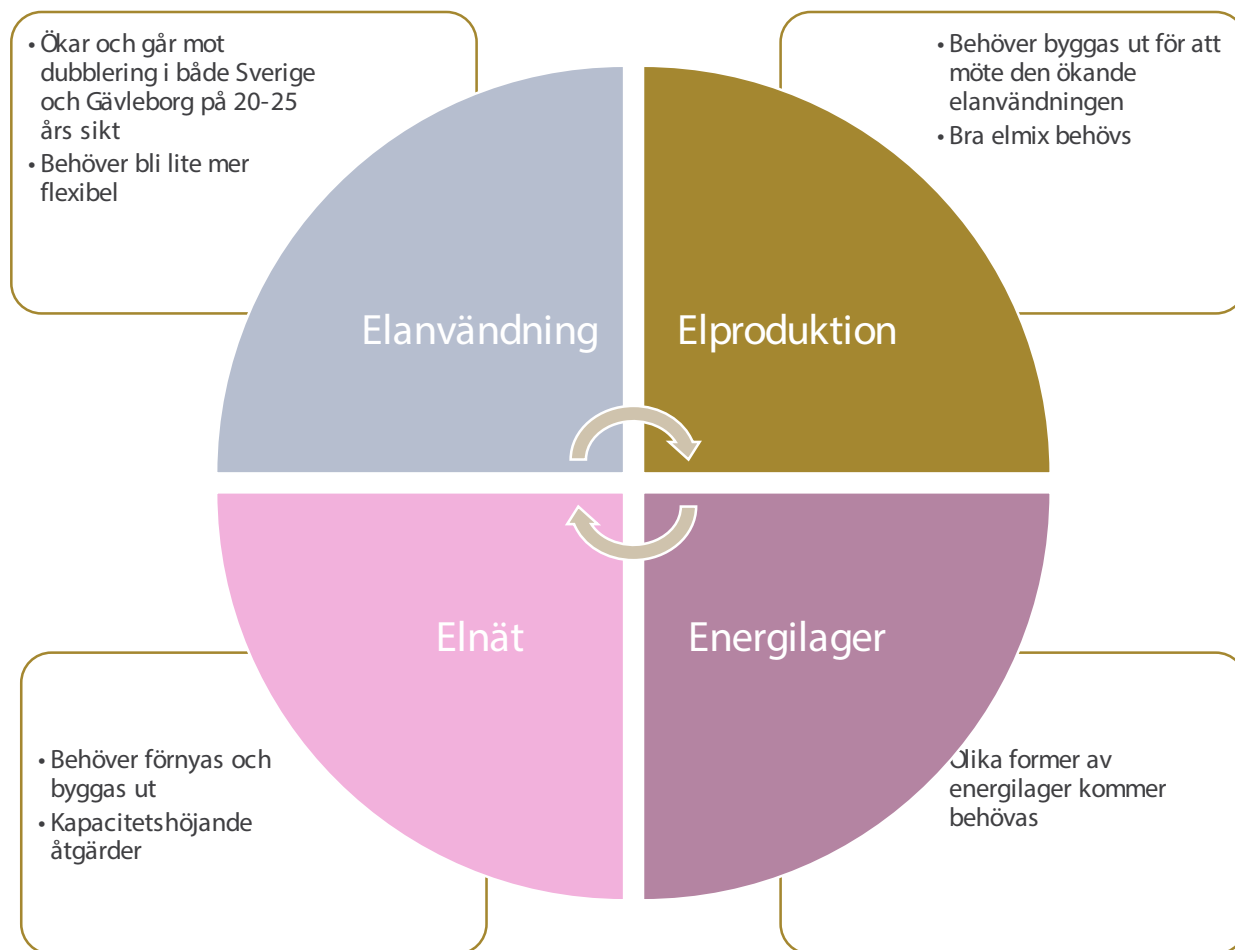 • Ökar och går mot
dubblering i både Sverige
och Gävleborg på 20-25
års sikt
• Behöver bli lite mer
flexibel
• Behöver byggas ut för att
möte den ökande
elanvändningen
• Bra elmix behövs
Elanvändning
Elproduktion
Elnät
Energilager
• Behöver förnyas och
byggas ut
• Kapacitetshöjande
åtgärder
Olika former av
energilager kommer
behövas